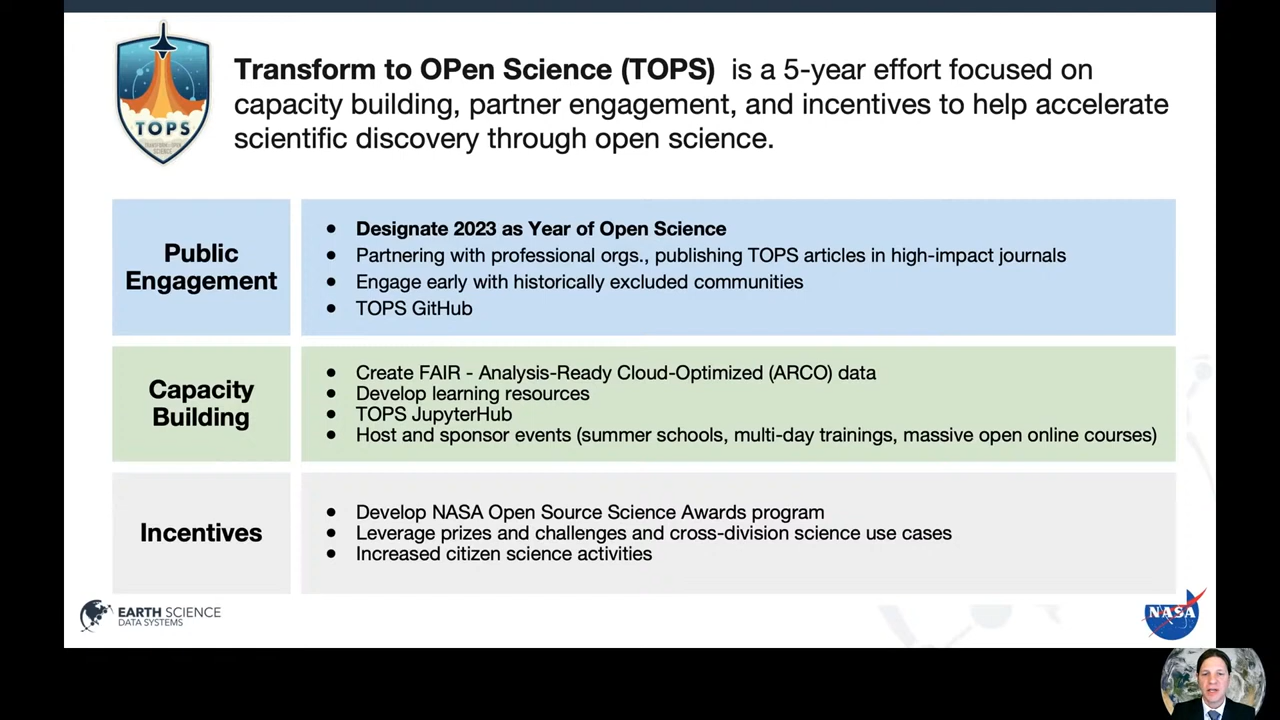 Transform to OPen Science (TOPS) is a 5-year effort focused on
capacity building, partner engagement, and incentives to help accelerate
scientific discovery through open science.
TOPS
TRANSFORM TO OPEN
SCIENCE
Public
Engagement
● Designate 2023 as Year of Open Science
● Partnering with professional orgs., publishing TOPS articles in high-impact journals
● Engage early with historically excluded communities
● TOPS GitHub
Capacity
Building
● Create FAIR - Analysis-Ready Cloud-Optimized (ARCO) data
● Develop learning resources
● TOPS JupyterHub
● Host and sponsor events (summer schools, multi-day trainings, massive open online courses)
Incentives
● Develop NASA Open Source Science Awards program
● Leverage prizes and challenges and cross-division science use cases
● Increased citizen science activities
EARTH SCIENCE
DATA SYSTEMS
NASA